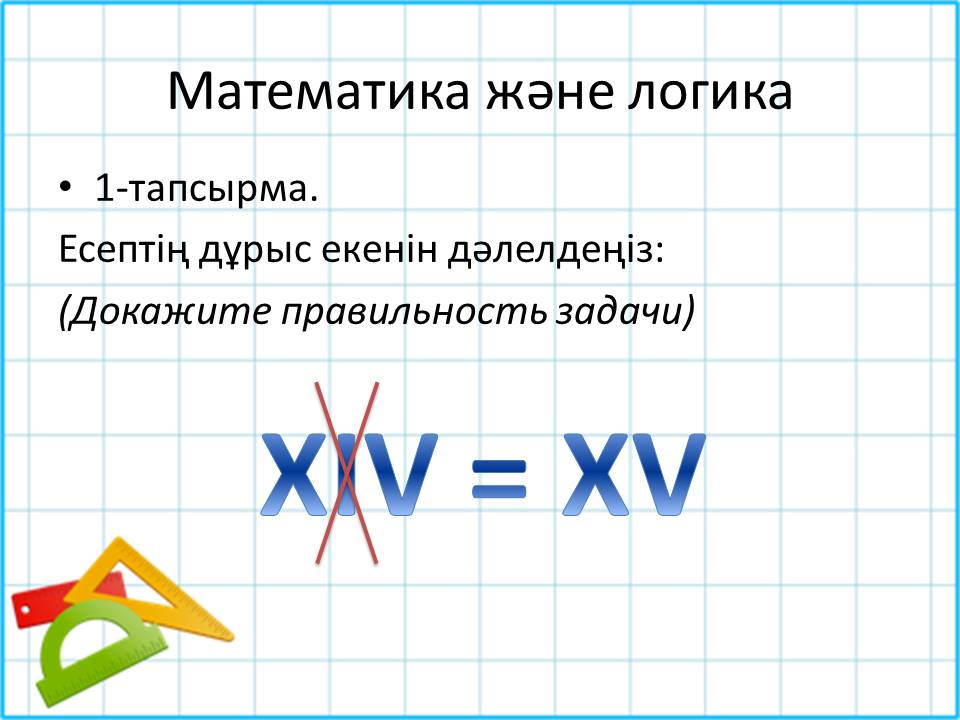 Математика және логика
• 1-тапсырма.
Есептің дұрыс екенін дәлелдеңіз:
(Докажите правильность задачи)
XIV = XV